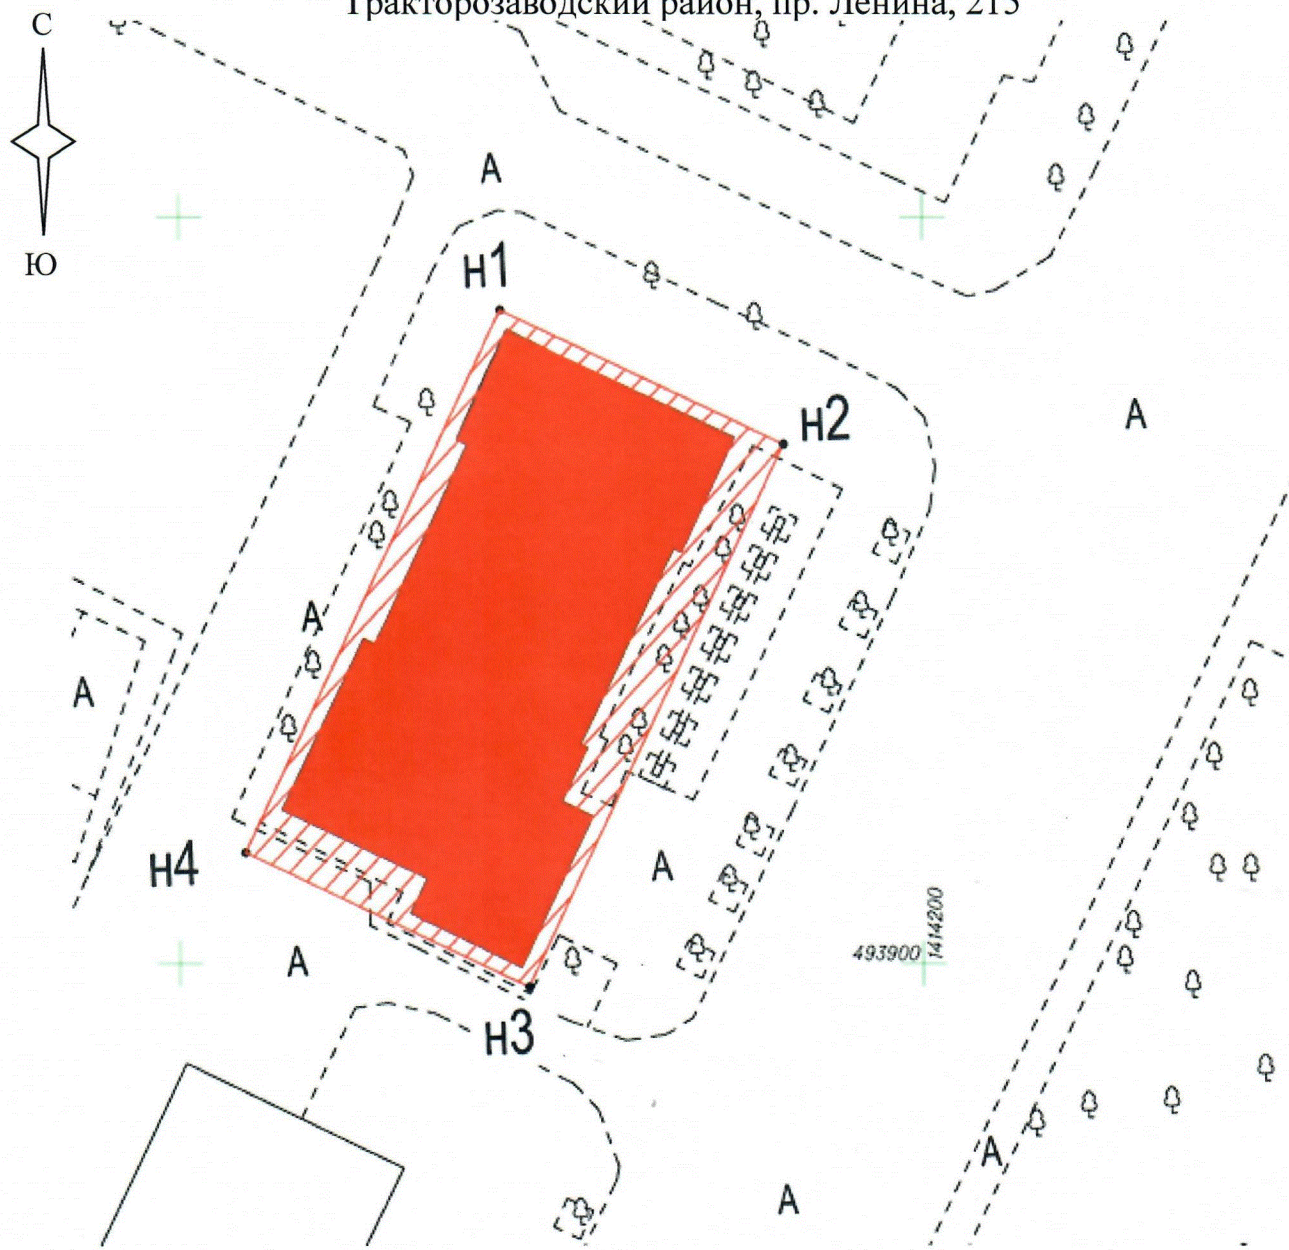 Тракторозаводский район, пр. Ленина, 215
С
Ю
А
н1
н2
А
А
А
н4
А
А
493900
1414200
н3
А
А